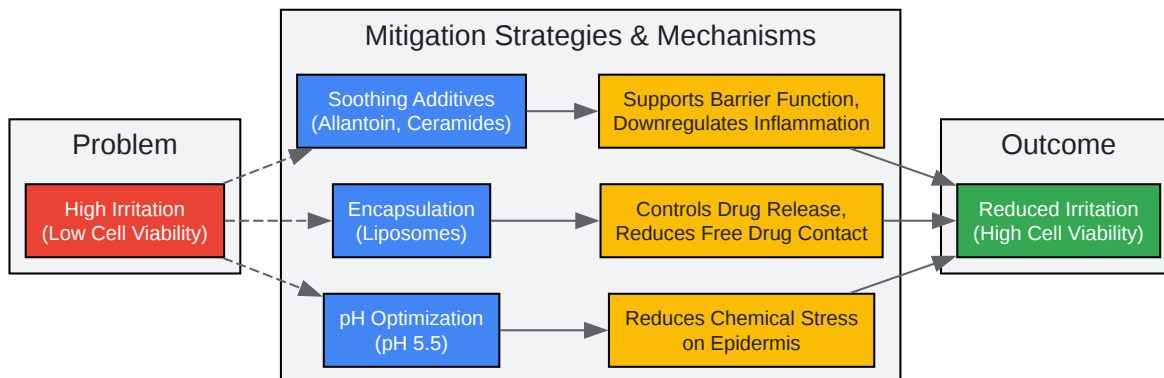 Mitigation Strategies & Mechanisms
Problem
High Irritation
(Low Cell Viability)
Soothing Additives
(Allantoin, Ceramides)
Supports Barrier Function,
Downregulates Inflammation
Encapsulation
(Liposomes)
Controls Drug Release,
Reduces Free Drug Contact
pH Optimization
(pH 5.5)
Reduces Chemical Stress
on Epidermis
Outcome
Reduced Irritation
(High Cell Viability)